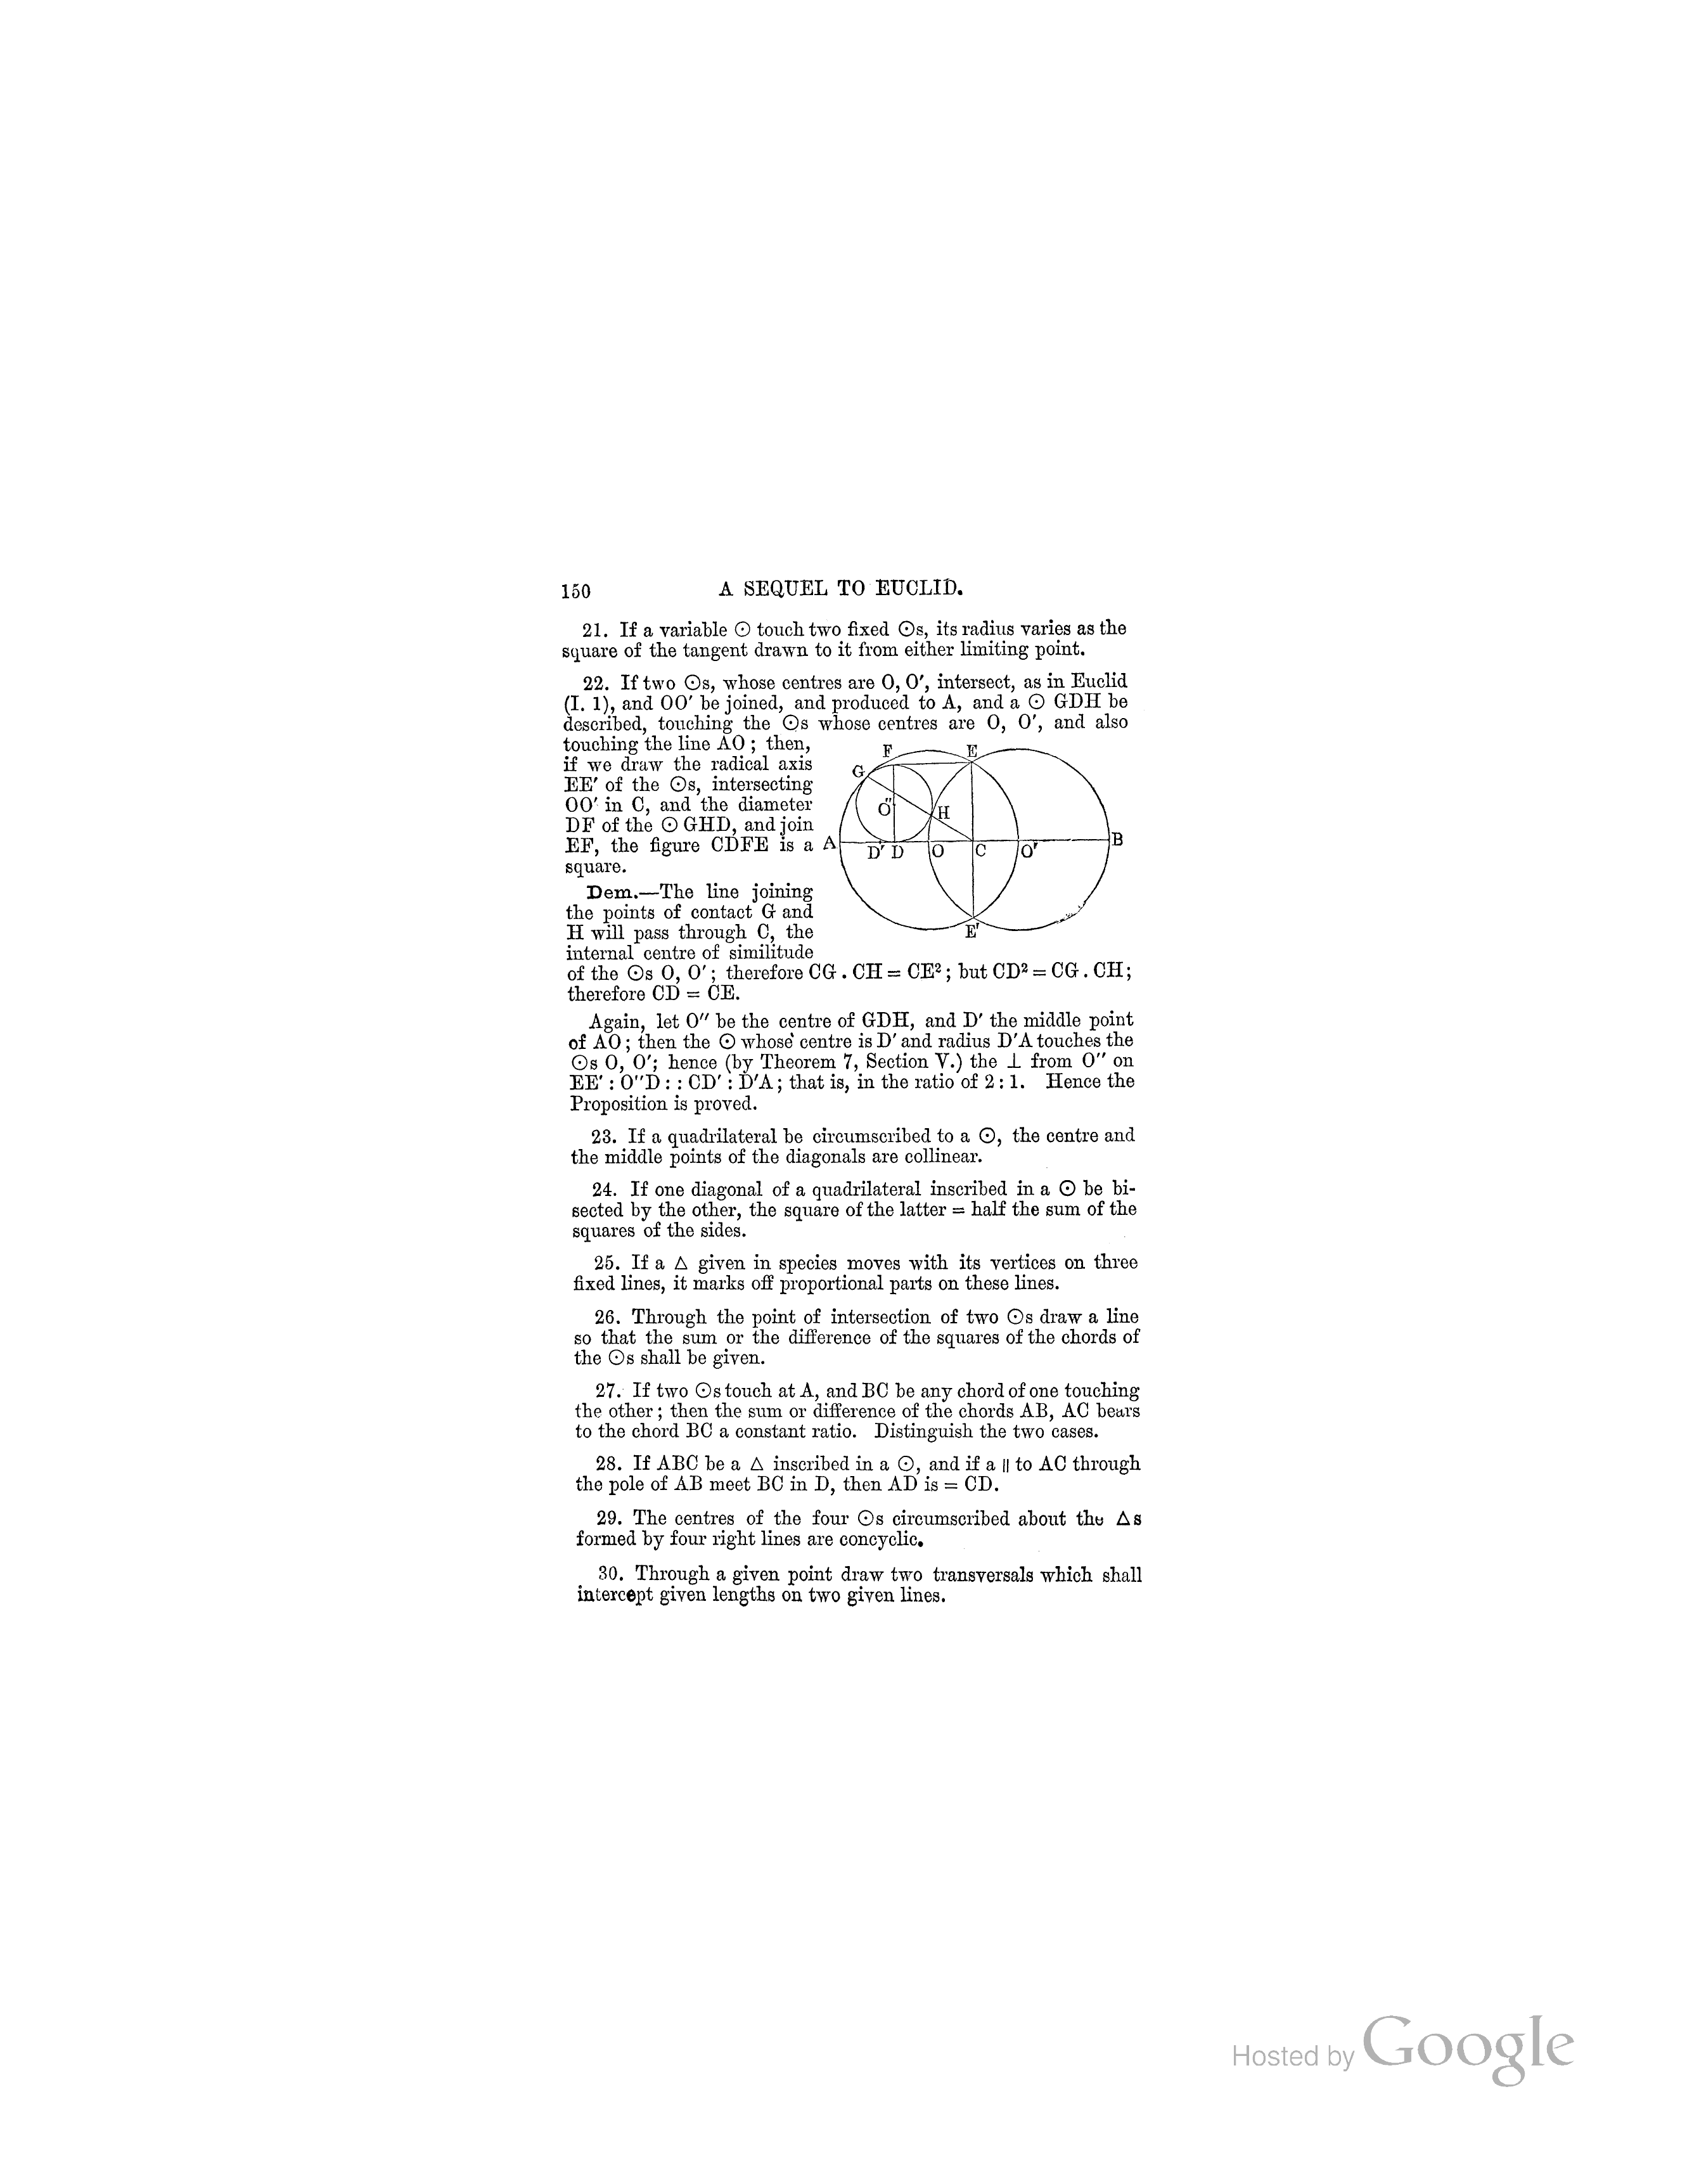 150 A SEQUEL TO EUCLID.
21. If a variable ⊙ touch two fixed ⊙s, its radius varies as the
square of the tangent drawn to it from either limiting point.
22. If two ⊙s, whose centres are O, O′, intersect, as in Euclid
(I. 1), and OO′ be joined, and produced to A, and a ⊙ GDH be
described, touching the ⊙s whose centres are O, O′, and also
touching the line AO ; then,
if we draw the radical axis
EE′ of the ⊙s, intersecting
OO′ in C, and the diameter
DF of the ⊙ GHD, and join
EF, the figure CDFE is a
square.
F E
G
O″
H
A D′ D O C O′ B
E′
Dem.—The line joining
the points of contact G and
H will pass through C, the
internal centre of similitude
of the ⊙s O, O′ ; therefore CG . CH = CE² ; but CD² = CG . CH ;
therefore CD = CE.
Again, let O″ be the centre of GDH, and D′ the middle point
of AO ; then the ⊙ whose centre is D′ and radius D′A touches the
⊙s O, O′; hence (by Theorem 7, Section V.) the ⊥ from O″ on
EE′ : O″D : : CD′ : D′A ; that is, in the ratio of 2 : 1. Hence the
Proposition is proved.
23. If a quadrilateral be circumscribed to a ⊙, the centre and
the middle points of the diagonals are collinear.
24. If one diagonal of a quadrilateral inscribed in a ⊙ be bi-
sected by the other, the square of the latter = half the sum of the
squares of the sides.
25. If a △ given in species moves with its vertices on three
fixed lines, it marks off proportional parts on these lines.
26. Through the point of intersection of two ⊙s draw a line
so that the sum or the difference of the squares of the chords of
the ⊙s shall be given.
27. If two ⊙s touch at A, and BC be any chord of one touching
the other ; then the sum or difference of the chords AB, AC bears
to the chord BC a constant ratio. Distinguish the two cases.
28. If ABC be a △ inscribed in a ⊙, and if a ∥ to AC through
the pole of AB meet BC in D, then AD is = CD.
29. The centres of the four ⊙s circumscribed about the △s
formed by four right lines are concyclic.
30. Through a given point draw two transversals which shall
intercept given lengths on two given lines.
Hosted by Google